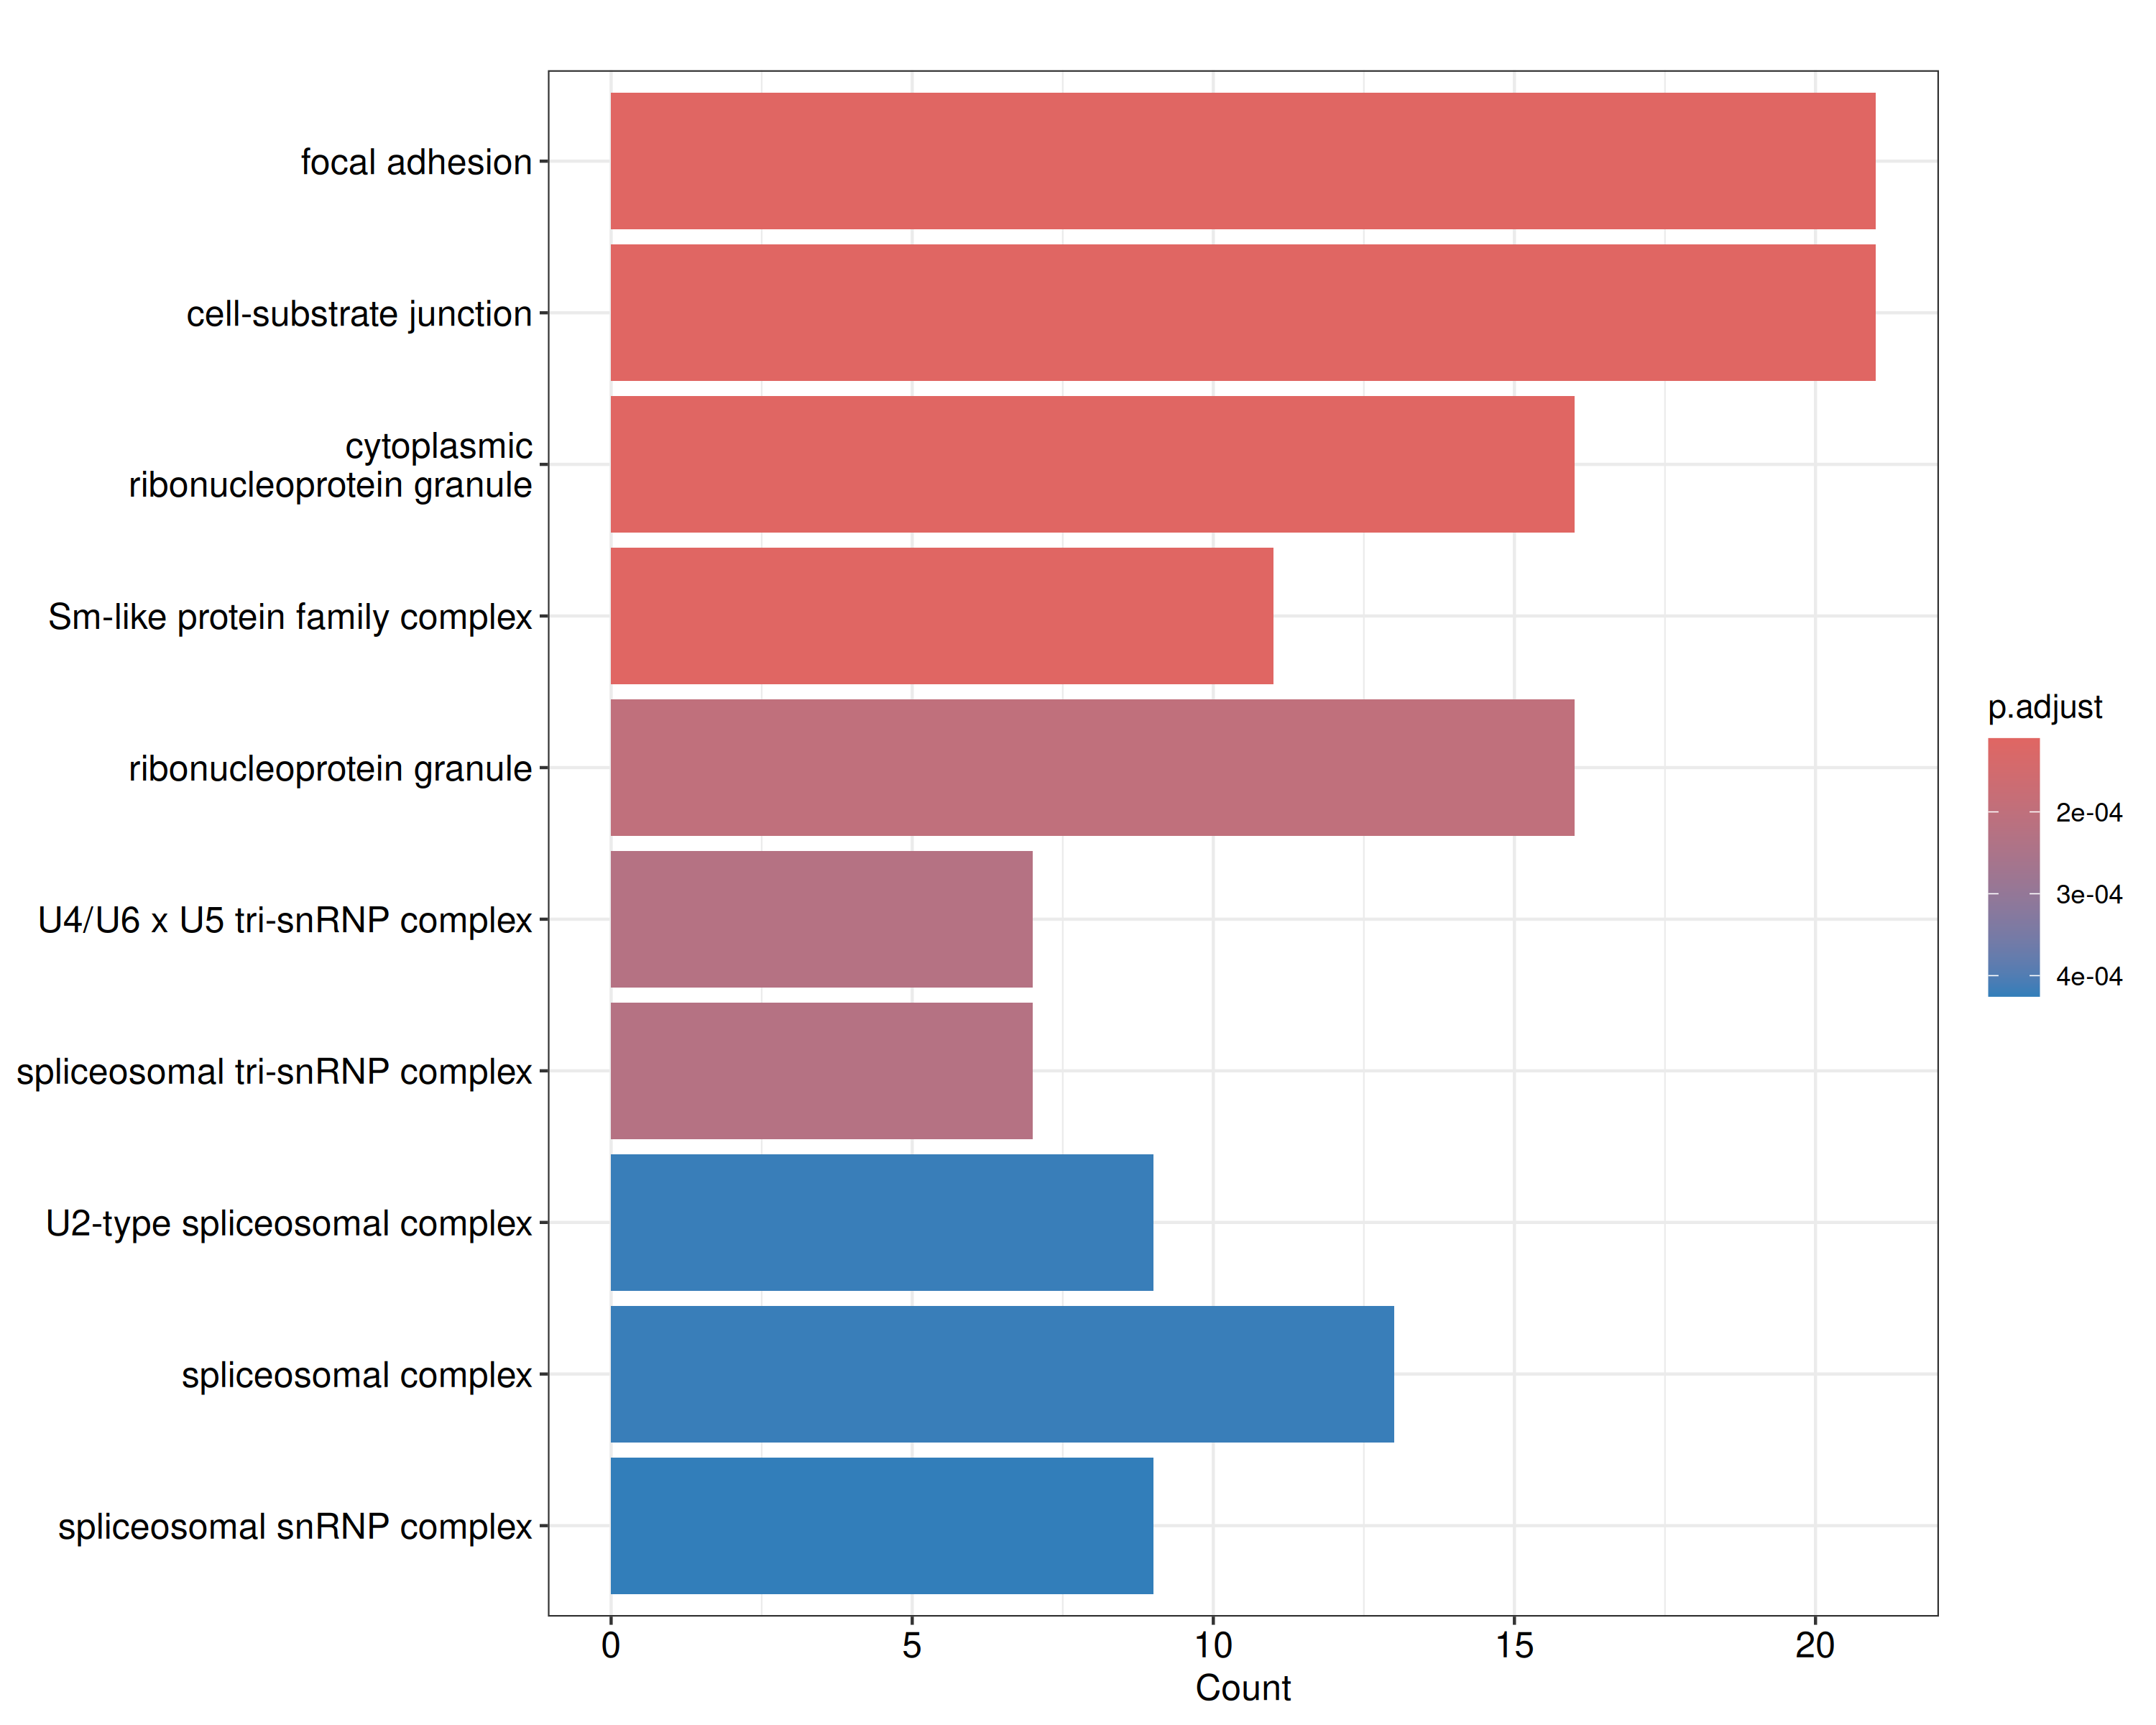 focal adhesion
cell-substrate junction
cytoplasmic
ribonucleoprotein granule
Sm-like protein family complex
ribonucleoprotein granule
U4/U6 x U5 tri-snRNP complex
spliceosomal tri-snRNP complex
U2-type spliceosomal complex
spliceosomal complex
spliceosomal snRNP complex
0 5 10 15 20
Count
p.adjust
2e-04
3e-04
4e-04